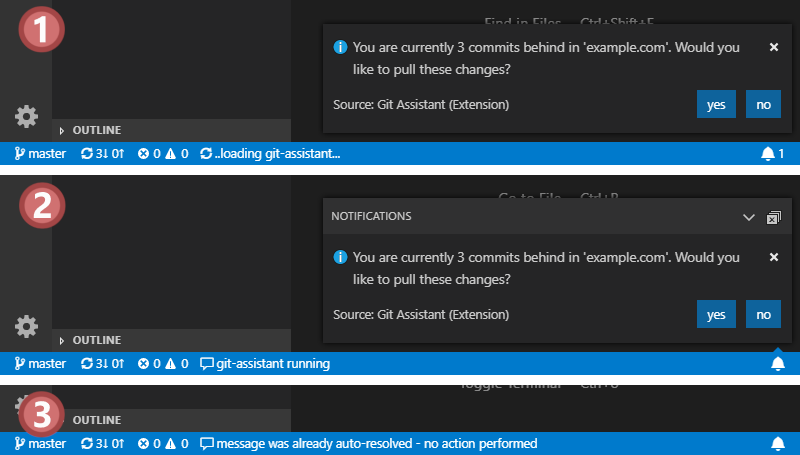 1
Find in Files Ctrl+Shift+F
You are currently 3 commits behind in 'example.com'. Would you
like to pull these changes?
Source: Git Assistant (Extension)
yes
no
OUTLINE
master 3↓ 0↑ 0 0 ..loading git-assistant... 1
2
Go to File
NOTIFICATIONS
You are currently 3 commits behind in 'example.com'. Would you
like to pull these changes?
Source: Git Assistant (Extension)
yes
no
OUTLINE
master 3↓ 0↑ 0 0 git-assistant running
3
Toggle Terminal
OUTLINE
master 3↓ 0↑ 0 0 message was already auto-resolved - no action performed